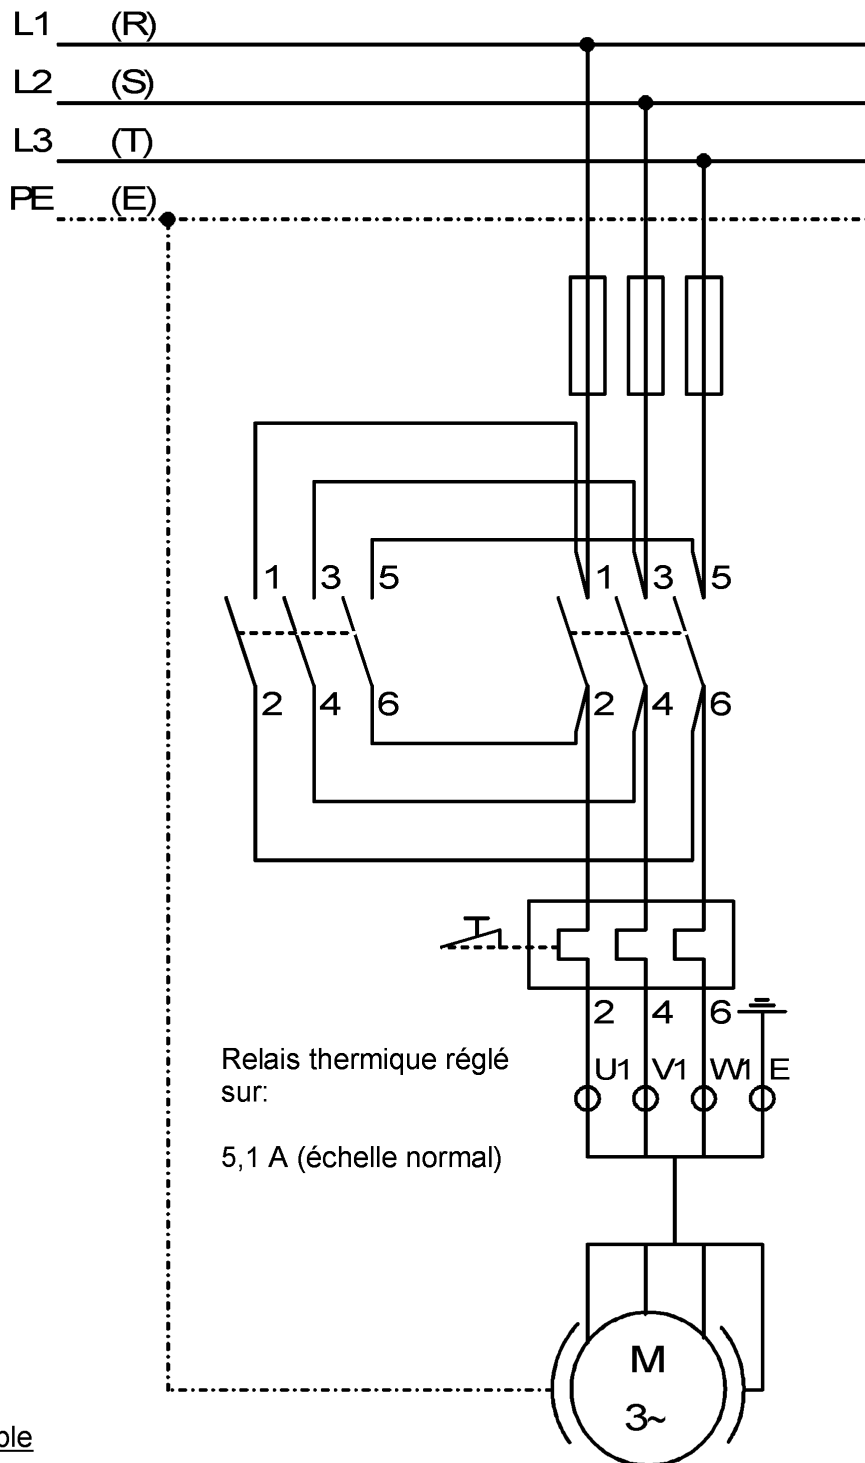 L1 (R)
L2 (S)
L3 (T)
PE (E)
1 3 5 1 3 5
2 4 6 2 4 6
2 4 6
U1 V1 W1 E
Relais thermique réglé
sur:
5,1 A (échelle normal)
M
3~